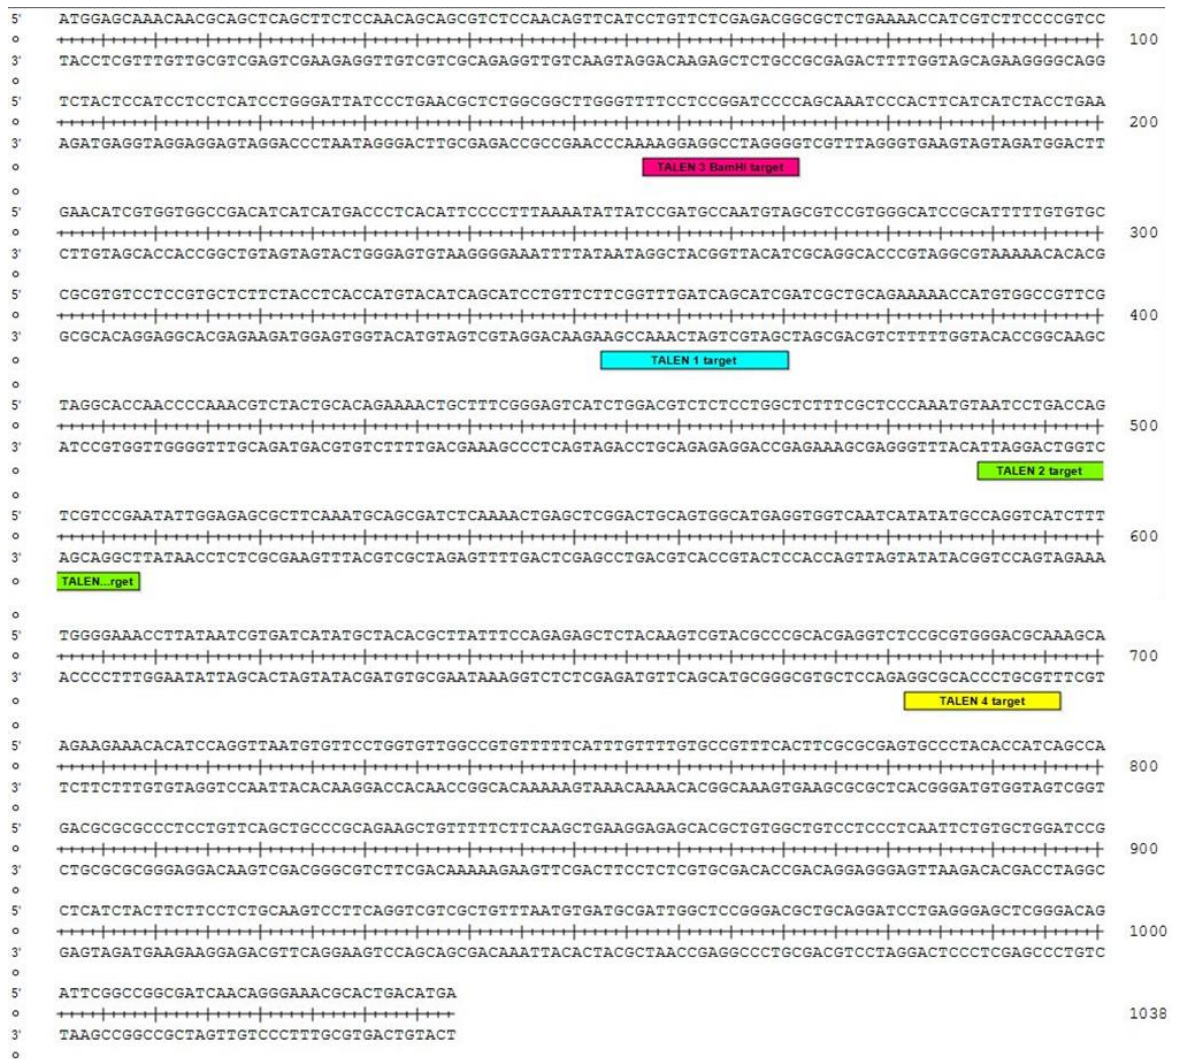 5' ATGGAGCAAACAACGCAGCTCAGCTTCTCCAACAGCAGCGTCTCCAACAGTTCATCCTGTTCTCGAGACGGCGCTCTGAAAACCATCGTCTTCCCCGTCC
100
3' TACCTCGTTTGTTGCGTCGAGTCGAAGAGGTTGTCGTCGCAGAGGTTGTCAAGTAGGACAAGAGCTCTGCCGCGAGACTTTTGGTAGCAGAAGGGGCAGG
5' TCTACTCCATCCTCCTCATCCTGGGATTATCCCTGAACGCTCTGGCGGCTTGGGTTTTCCTCCGGATCCCCAGCAAATCCCACTTCATCATCTACCTGAA
200
3' AGATGAGGTAGGAGGAGTAGGACCCTAATAGGGACTTGCGAGACCGCCGAACCCAAAAGGAGGCCTAGGGGTCGTTTAGGGTGAAGTAGTAGATGGACTT
TALEN 3 BamHI target
5' GAACATCGTGGTGGCCGACATCATCATGACCCTCACATTCCCCTTTAAAATATTATCCGATGCCAATGTAGCGTCCGTGGGCATCCGCATTTTTGTGTGC
300
3' CTTGTAGCACCACCGGCTGTAGTAGTACTGGGAGTGTAAGGGGAAATTTTATAATAGGCTACGGTTACATCGCAGGCACCCGTAGGCGTAAAAACACACG
5' CGCGTGTCCTCCGTGCTCTTCTACCTCACCATGTACATCAGCATCCTGTTCTTCGGTTTGATCAGCATCGATCGCTGCAGAAAAACCATGTGGCCGTTCG
400
3' GCGCACAGGAGGCACGAGAAGATGGAGTGGTACATGTAGTCGTAGGACAAGAAGCCAAACTAGTCGTAGCTAGCGACGTCTTTTTGGTACACCGGCAAGC
TALEN 1 target
5' TAGGCACCAACCCCAAACGTCTACTGCACAGAAAACTGCTTTCGGGAGTCATCTGGACGTCTCTCCTGGCTCTTTCGCTCCCAAATGTAATCCTGACCAG
500
3' ATCCGTGGTTGGGGTTTGCAGATGACGTGTCTTTTGACGAAAGCCCTCAGTAGACCTGCAGAGAGGACCGAGAAAGCGAGGGTTTACATTAGGACTGGTC
TALEN 2 target
5' TCGTCCGAATATTGGAGAGCGCTTCAAATGCAGCGATCTCAAAACTGAGCTCGGACTGCAGTGGCATGAGGTGGTCAATCATATATGCCAGGTCATCTTT
600
3' AGCAGGCTTATAACCTCTCGCGAAGTTTACGTCGCTAGAGTTTTGACTCGAGCCTGACGTCACCGTACTCCACCAGTTAGTATATACGGTCCAGTAGAAA
TALEN...rget
5' TGGGGAAACCTTATAATCGTGATCATATGCTACACGCTTATTTCCAGAGAGCTCTACAAGTCGTACGCCCGCACGAGGTCTCCGCGTGGGACGCAAAGCA
700
3' ACCCCTTTGGAATATTAGCACTAGTATACGATGTGCGAATAAAGGTCTCTCGAGATGTTCAGCATGCGGGCGTGCTCCAGAGGCGCACCCTGCGTTTCGT
TALEN 4 target
5' AGAAGAAACACATCCAGGTTAATGTGTTCCTGGTGTTGGCCGTGTTTTTCATTTGTTTTGTGCCGTTTCACTTCGCGCGAGTGCCCTACACCATCAGCCA
800
3' TCTTCTTTGTGTAGGTCCAATTACACAAGGACCACAACCGGCACAAAAAGTAAACAAAACACGGCAAAGTGAAGCGCGCTCACGGGATGTGGTAGTCGGT
5' GACGCGCGCCCTCCTGTTCAGCTGCCCGCAGAAGCTGTTTTTCTTCAAGCTGAAGGAGAGCACGCTGTGGCTGTCCTCCCTCAATTCTGTGCTGGATCCG
900
3' CTGCGCGCGGGAGGACAAGTCGACGGGCGTCTTCGACAAAAAGAAGTTCGACTTCCTCTCGTGCGACACCGACAGGAGGGAGTTAAGACACGACCTAGGC
5' CTCATCTACTTCTTCCTCTGCAAGTCCTTCAGGTCGTCGCTGTTTAATGTGATGCGATTGGCTCCGGGACGCTGCAGGATCCTGAGGGAGCTCGGGACAG
1000
3' GAGTAGATGAAGAAGGAGACGTTCAGGAAGTCCAGCAGCGACAAATTACACTACGCTAACCGAGGCCCTGCGACGTCCTAGGACTCCCTCGAGCCCTGTC
5' ATTCGGCCGGCGATCAACAGGGAAACGCACTGACATGA
1038
3' TAAGCCGGCCGCTAGTTGTCCCTTTGCGTGACTGTACT